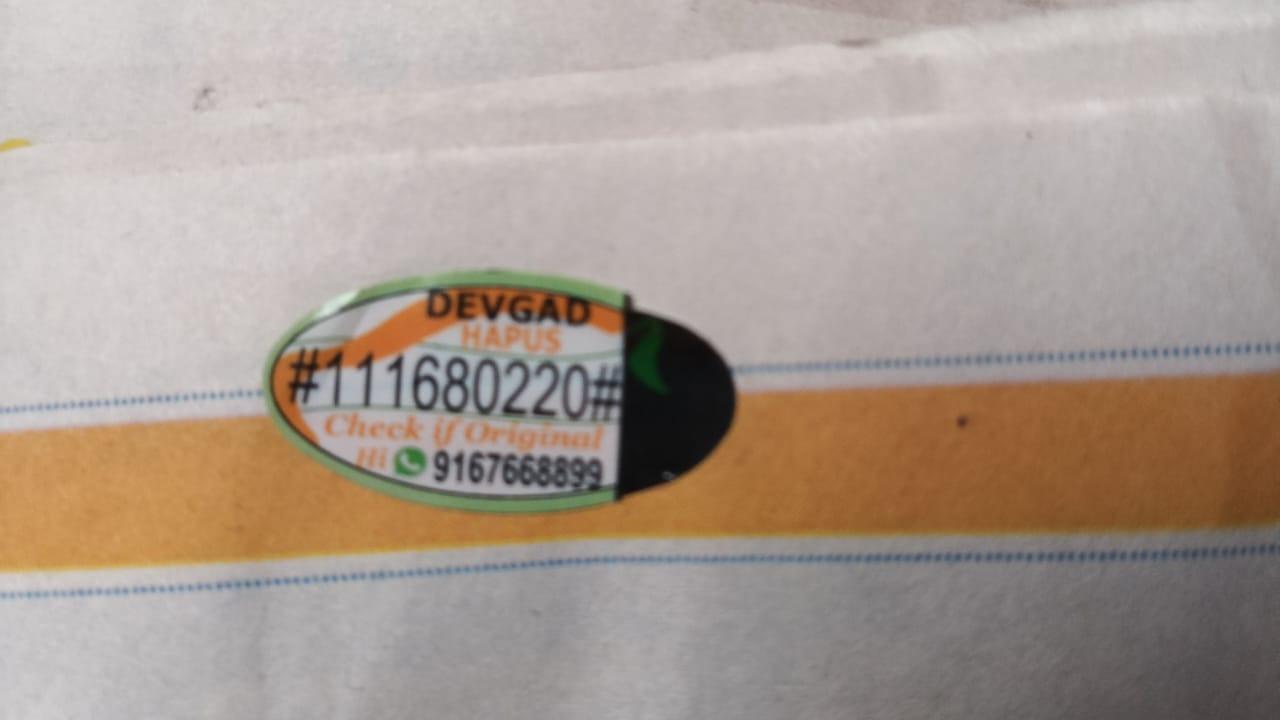 DEVGAD
HAPUS
#111680220#
Check if Original
Hi 9167668899